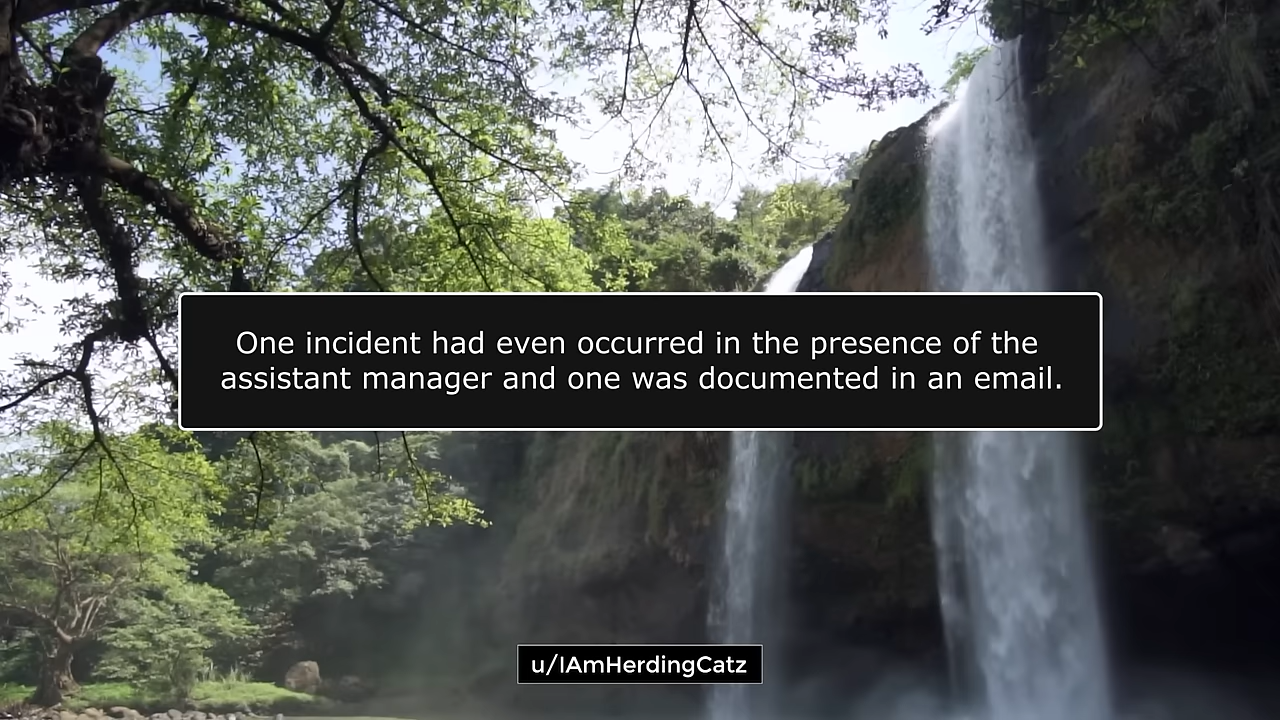 One incident had even occurred in the presence of the
assistant manager and one was documented in an email.
u/IAmHerdingCatz